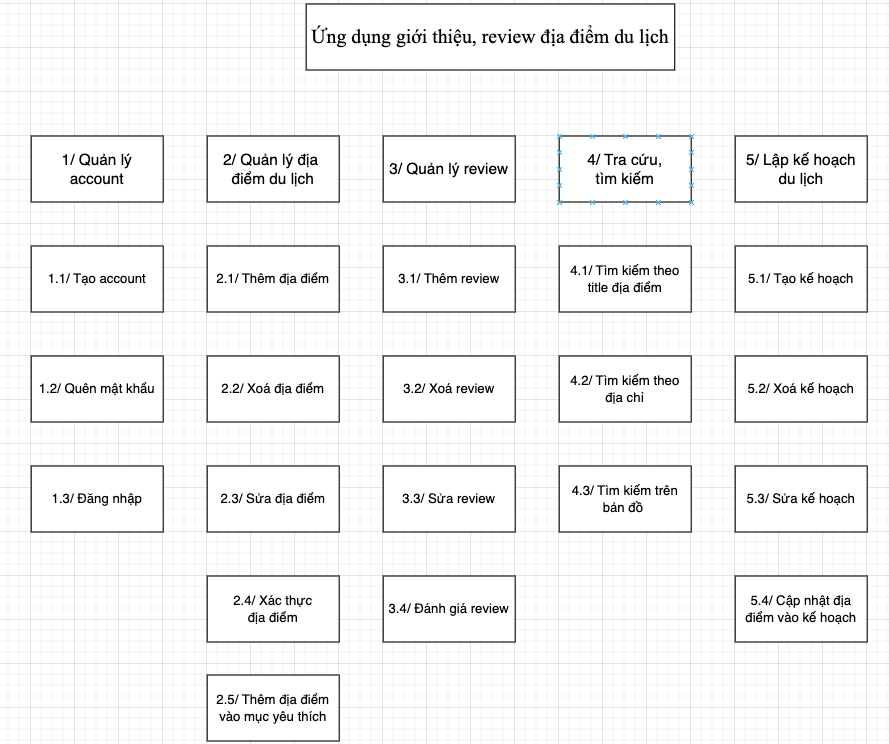 Ứng dụng giới thiệu, review địa điểm du lịch
1/ Quản lý
account
2/ Quản lý địa
điểm du lịch
3/ Quản lý review
4/ Tra cứu,
tìm kiếm
5/ Lập kế hoạch
du lịch
1.1/ Tạo account
2.1/ Thêm địa điểm
3.1/ Thêm review
4.1/ Tìm kiếm theo
title địa điểm
5.1/ Tạo kế hoạch
1.2/ Quên mật khẩu
2.2/ Xoá địa điểm
3.2/ Xoá review
4.2/ Tìm kiếm theo
địa chỉ
5.2/ Xoá kế hoạch
1.3/ Đăng nhập
2.3/ Sửa địa điểm
3.3/ Sửa review
4.3/ Tìm kiếm trên
bản đồ
5.3/ Sửa kế hoạch
2.4/ Xác thực
địa điểm
3.4/ Đánh giá review
5.4/ Cập nhật địa
điểm vào kế hoạch
2.5/ Thêm địa điểm
vào mục yêu thích